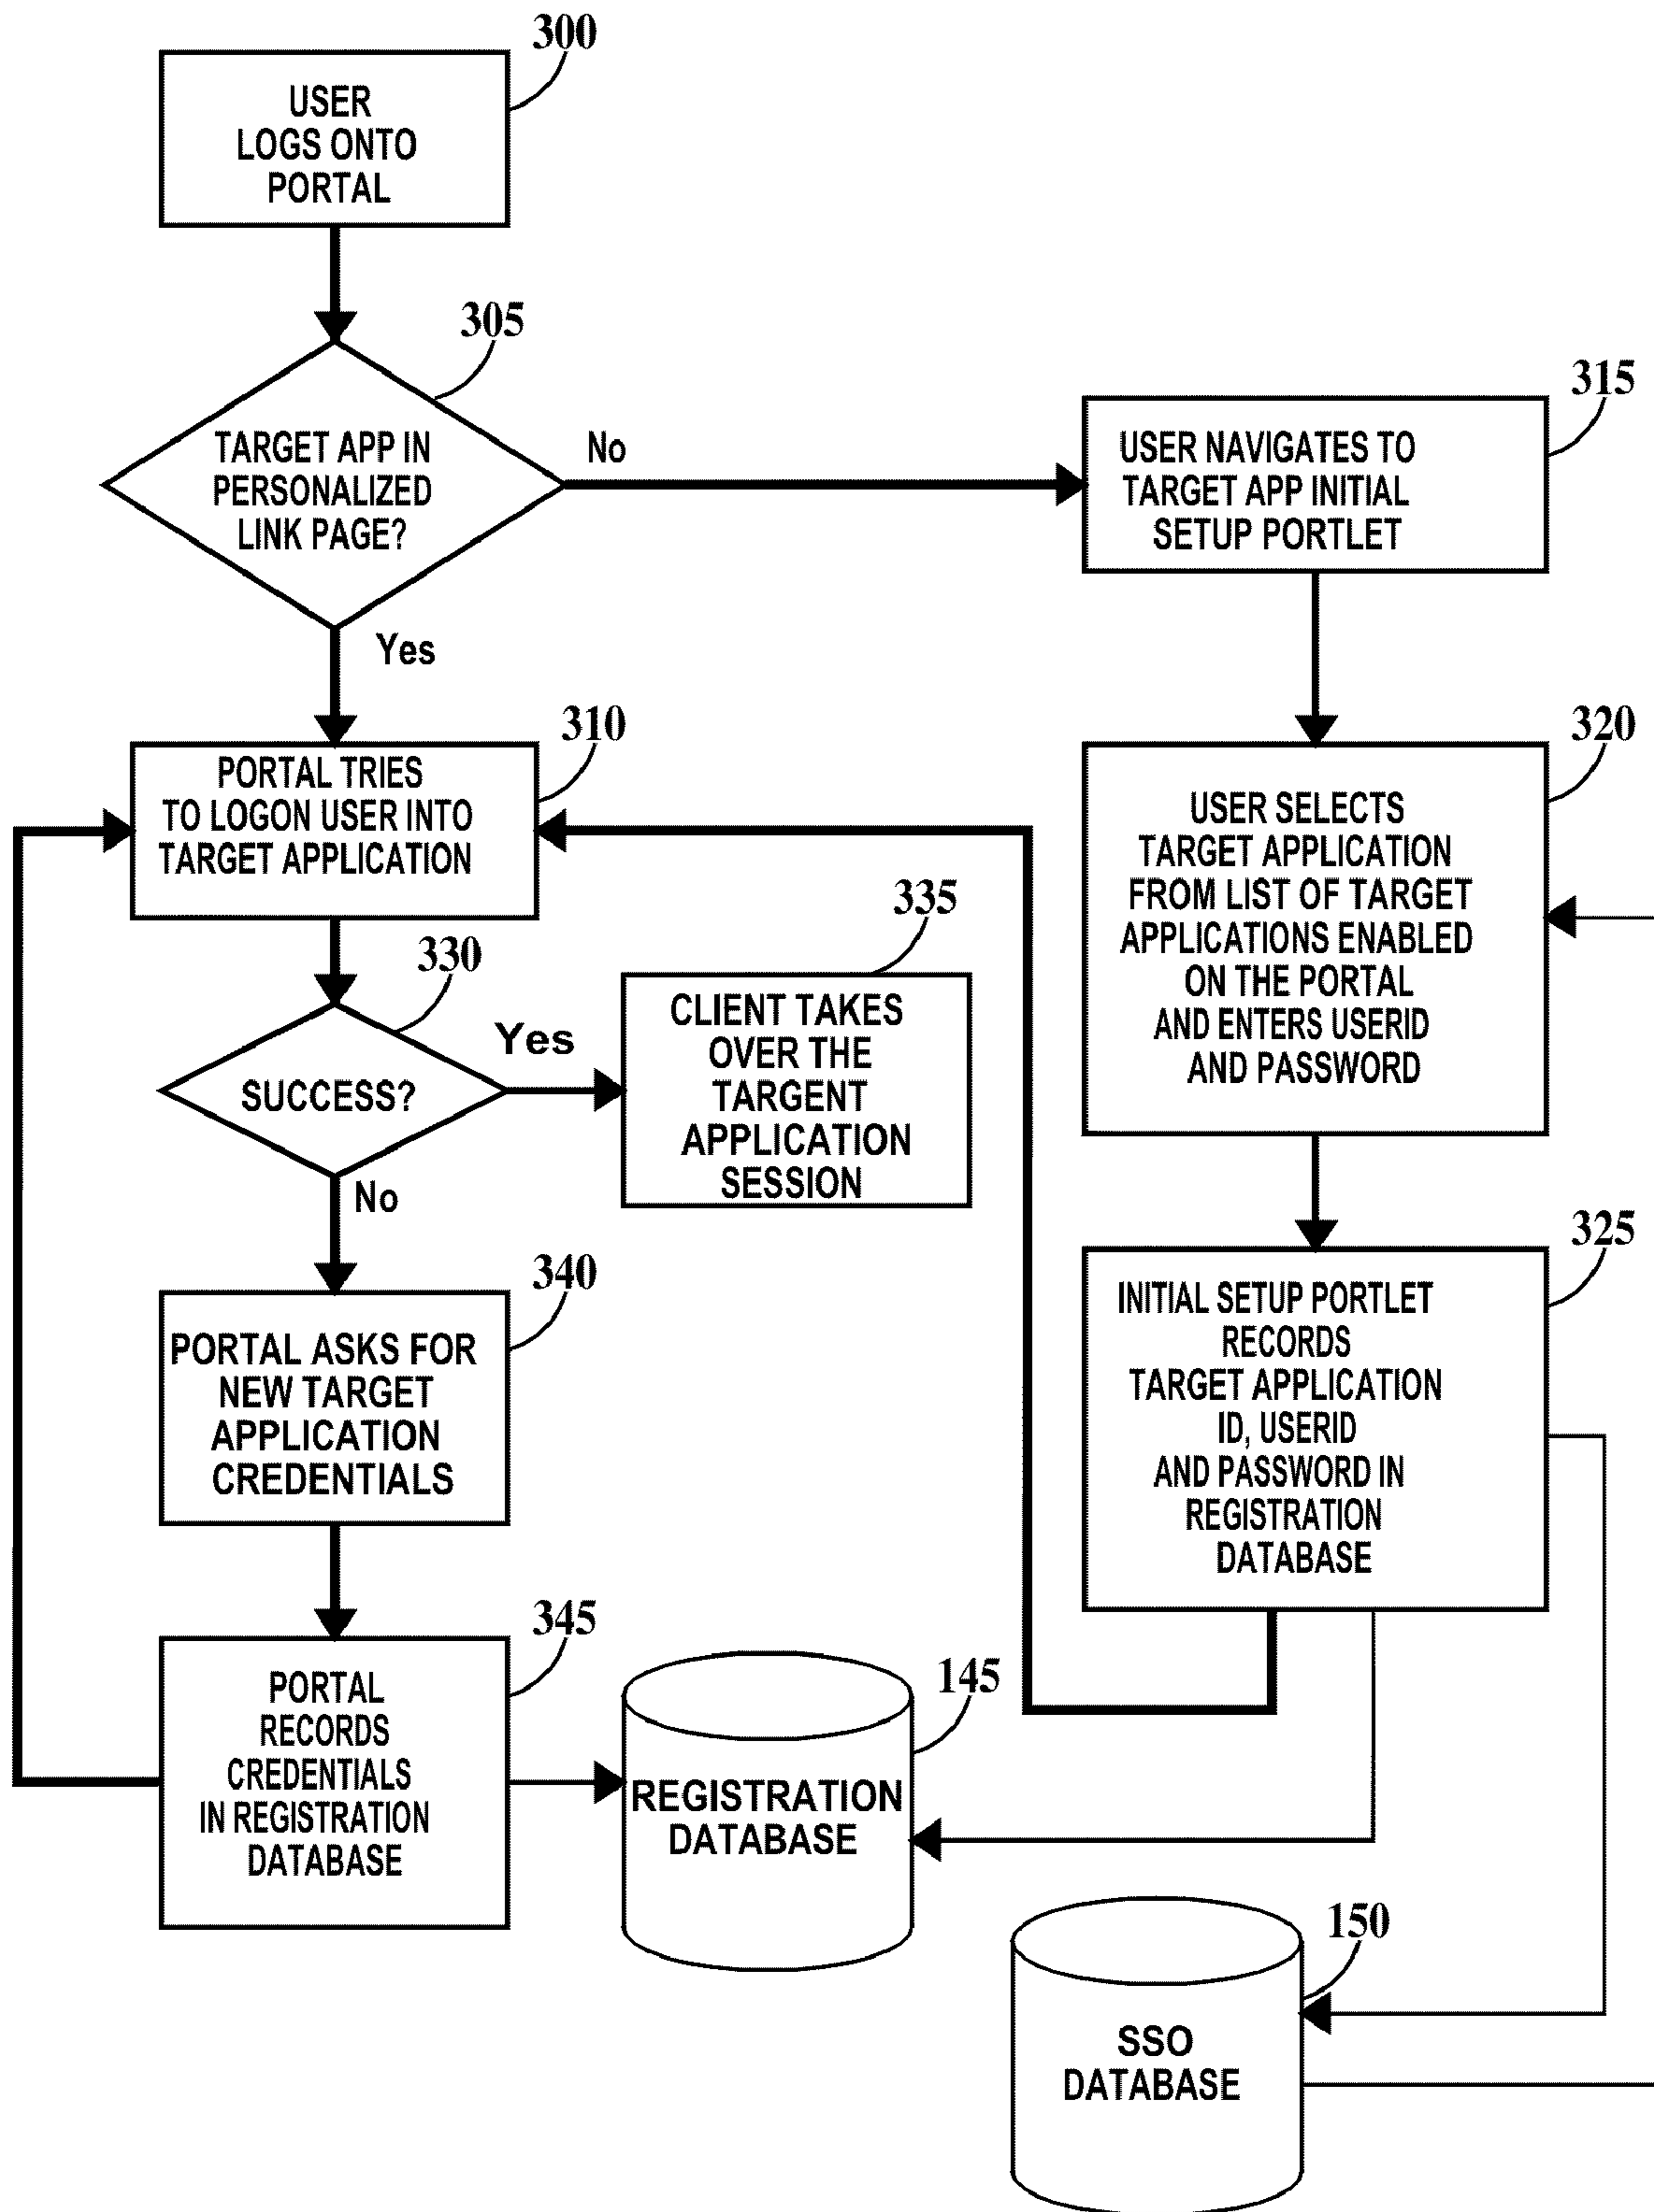 300
USER
LOGS ONTO
PORTAL
305
TARGET APP IN
PERSONALIZED
LINK PAGE?
No
Yes
315
USER NAVIGATES TO
TARGET APP INITIAL
SETUP PORTLET
310
PORTAL TRIES
TO LOGON USER INTO
TARGET APPLICATION
320
USER SELECTS
TARGET APPLICATION
FROM LIST OF TARGET
APPLICATIONS ENABLED
ON THE PORTAL
AND ENTERS USERID
AND PASSWORD
330
SUCCESS?
Yes
No
335
CLIENT TAKES
OVER THE
TARGENT
APPLICATION
SESSION
325
INITIAL SETUP PORTLET
RECORDS
TARGET APPLICATION
ID, USERID
AND PASSWORD IN
REGISTRATION
DATABASE
340
PORTAL ASKS FOR
NEW TARGET
APPLICATION
CREDENTIALS
345
PORTAL
RECORDS
CREDENTIALS
IN REGISTRATION
DATABASE
145
REGISTRATION
DATABASE
150
SSO
DATABASE